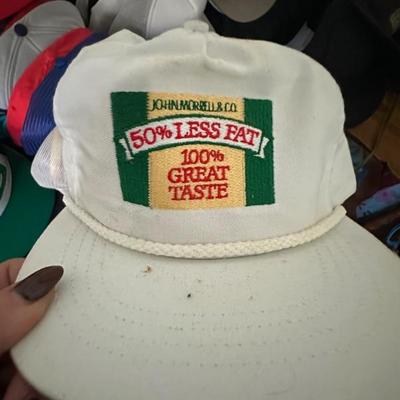 JOHN MORRELL & CO.
50% LESS FAT
100%
GREAT
TASTE